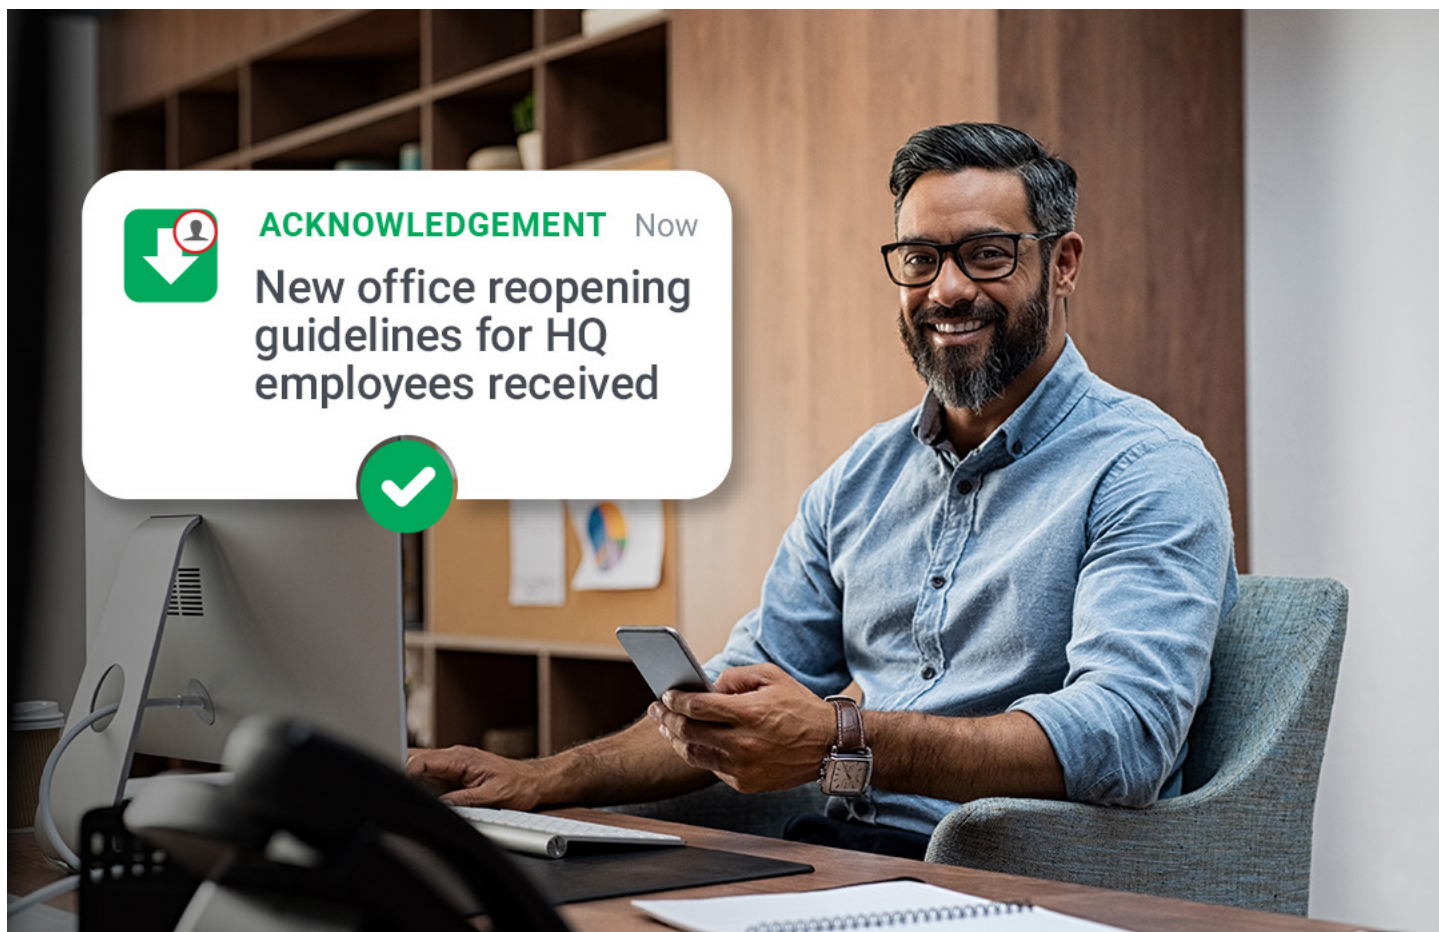 ACKNOWLEDGEMENT Now
New office reopening
guidelines for HQ
employees received